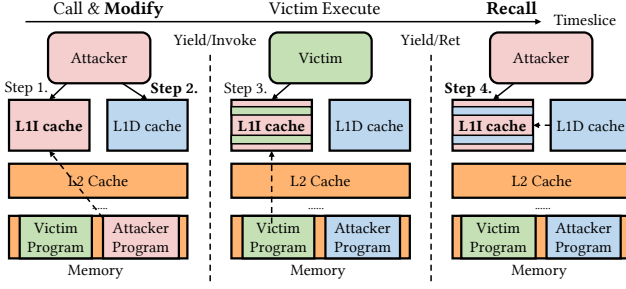 Call & Modify
Victim Execute
Recall
Timeslice
Yield/Invoke
Yield/Ret
Attacker
Victim
Attacker
Step 1.
Step 2.
Step 3.
Step 4.
L1I cache
L1D cache
L1I cache
L1D cache
L1I cache
L1D cache
L2 Cache
L2 Cache
L2 Cache
......
......
......
Victim
Program
Attacker
Program
Victim
Program
Attacker
Program
Victim
Program
Attacker
Program
Memory
Memory
Memory